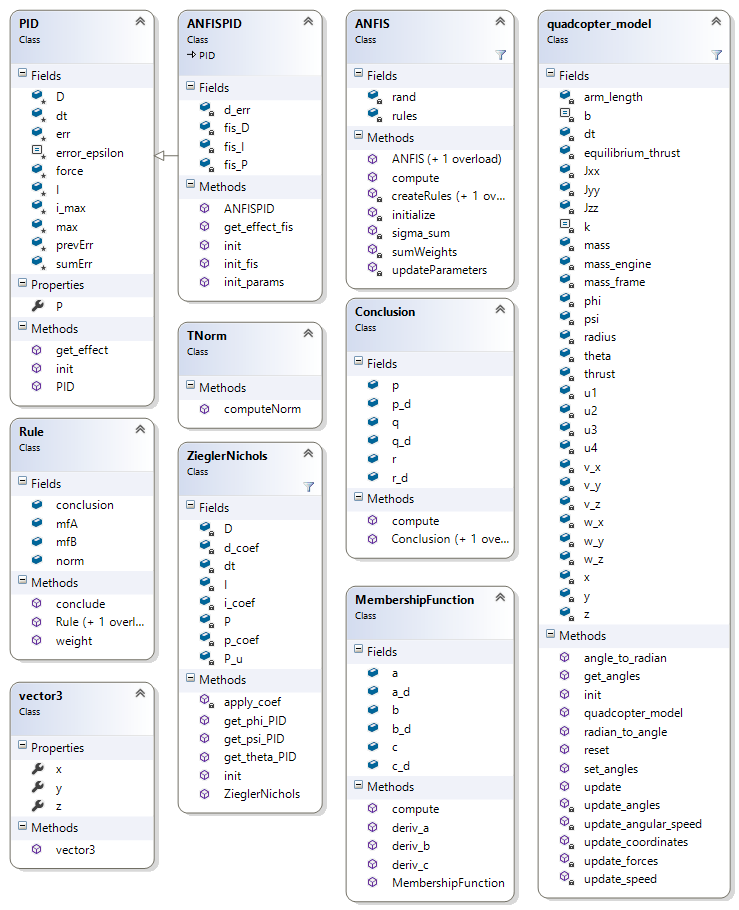 PID
Class
Fields
D
dt
err
error_epsilon
force
I
i_max
max
prevErr
sumErr
Properties
P
Methods
get_effect
init
PID
ANFISPID
Class
PID
Fields
d_err
fis_D
fis_I
fis_P
Methods
ANFISPID
get_effect_fis
init
init_fis
init_params
ANFIS
Class
Fields
rand
rules
Methods
ANFIS (+ 1 overload)
compute
createRules (+ 1 ov...
initialize
sigma_sum
sumWeights
updateParameters
quadcopter_model
Class
Fields
arm_length
b
dt
equilibrium_thrust
Jxx
Jyy
Jzz
k
mass
mass_engine
mass_frame
phi
psi
radius
theta
thrust
u1
u2
u3
u4
v_x
v_y
v_z
w_x
w_y
w_z
x
y
z
Methods
angle_to_radian
get_angles
init
quadcopter_model
radian_to_angle
reset
set_angles
update
update_angles
update_angular_speed
update_coordinates
update_forces
update_speed
TNorm
Class
Methods
computeNorm
Conclusion
Class
Fields
p
p_d
q
q_d
r
r_d
Methods
compute
Conclusion (+ 1 ove...
Rule
Class
Fields
conclusion
mfA
mfB
norm
Methods
conclude
Rule (+ 1 overl...
weight
ZieglerNichols
Class
Fields
D
d_coef
dt
I
i_coef
P
p_coef
P_u
Methods
apply_coef
get_phi_PID
get_psi_PID
get_theta_PID
init
ZieglerNichols
MembershipFunction
Class
Fields
a
a_d
b
b_d
c
c_d
Methods
compute
deriv_a
deriv_b
deriv_c
MembershipFunction
vector3
Class
Properties
x
y
z
Methods
vector3